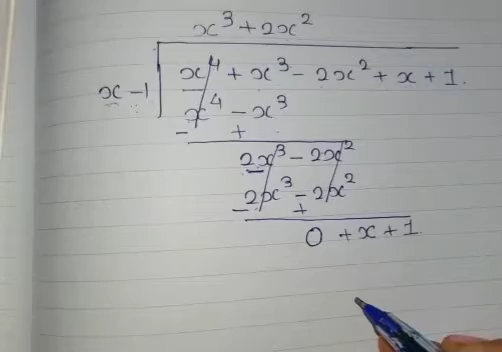 x³ + 2x²
x - 1 x⁴ + x³ - 2x² + x + 1.
x⁴ - x³
- +
2x³ - 2x²
2x³ - 2x²
- +
0 + x + 1.